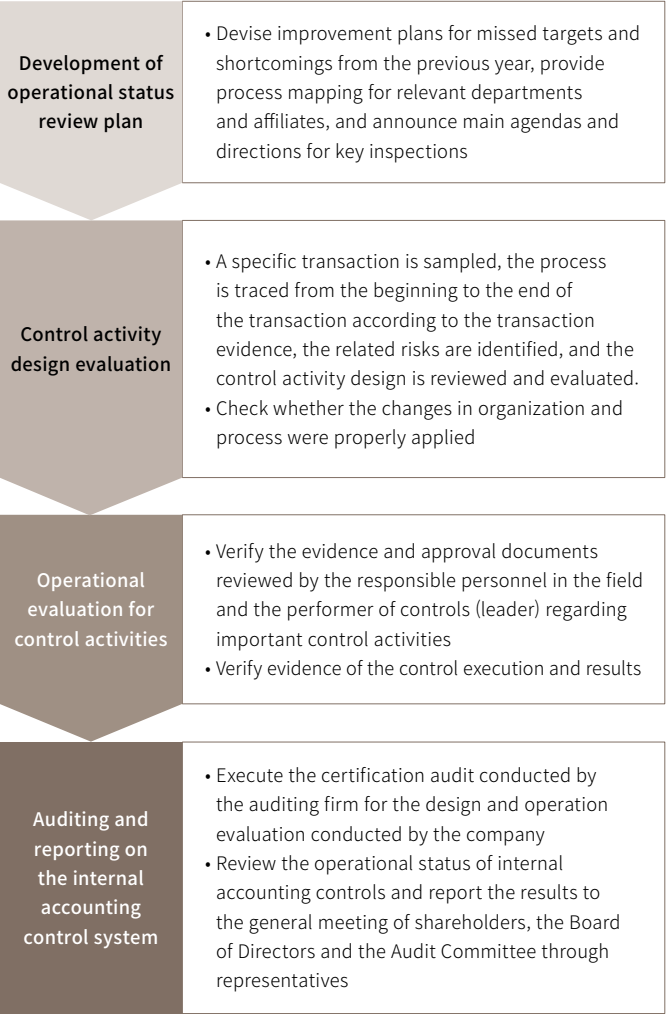 Development of
operational status
review plan
• Devise improvement plans for missed targets and
shortcomings from the previous year, provide
process mapping for relevant departments
and affiliates, and announce main agendas and
directions for key inspections
Control activity
design evaluation
• A specific transaction is sampled, the process
is traced from the beginning to the end of
the transaction according to the transaction
evidence, the related risks are identified, and the
control activity design is reviewed and evaluated.
• Check whether the changes in organization and
process were properly applied
Operational
evaluation for
control activities
• Verify the evidence and approval documents
reviewed by the responsible personnel in the field
and the performer of controls (leader) regarding
important control activities
• Verify evidence of the control execution and results
Auditing and
reporting on
the internal
accounting
control system
• Execute the certification audit conducted by
the auditing firm for the design and operation
evaluation conducted by the company
• Review the operational status of internal
accounting controls and report the results to
the general meeting of shareholders, the Board
of Directors and the Audit Committee through
representatives